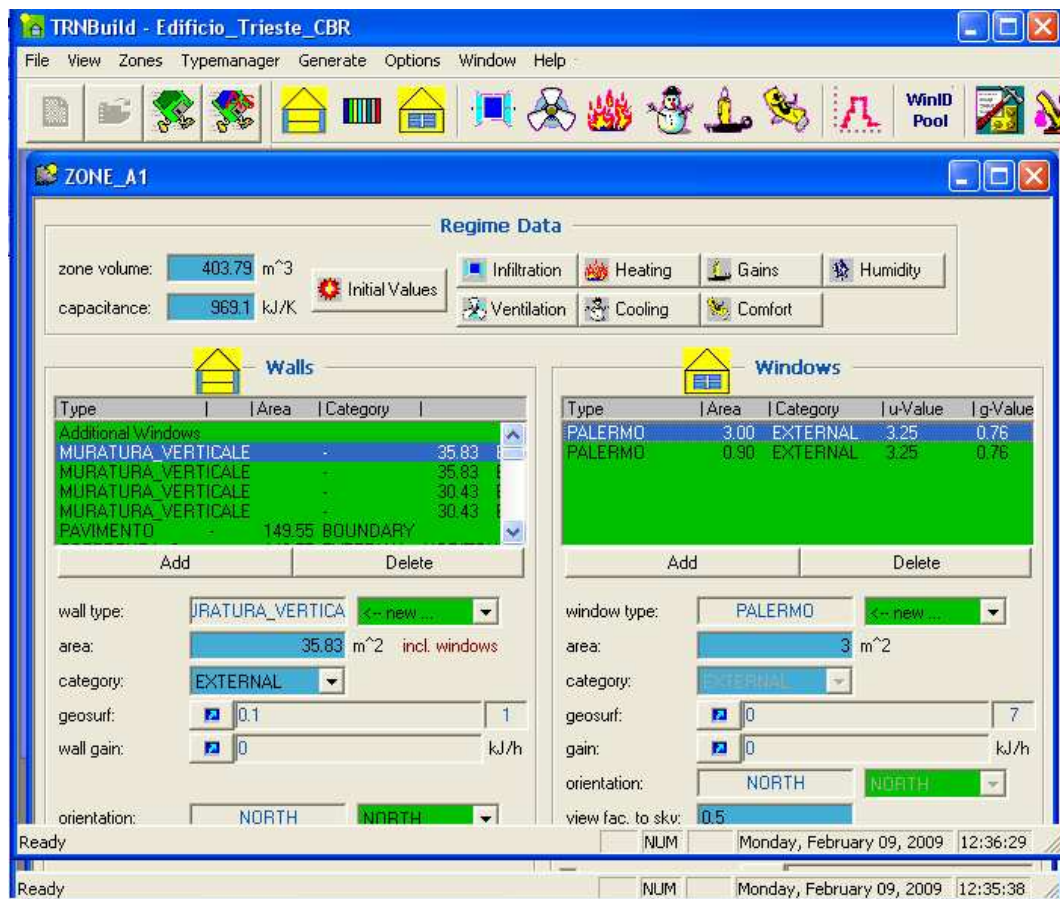 TRNBuild - Edificio_Trieste_CBR
File View Zones Typemanager Generate Options Window Help
WinID Pool
ZONE_A1
Regime Data
zone volume: 403.79 m^3
capacitance: 969.1 kJ/K
Initial Values
Infiltration Heating Gains Humidity
Ventilation Cooling Comfort
Walls
Type | | Area | Category |
Additional Windows
MURATURA_VERTICALE - 35.83
MURATURA_VERTICALE - 35.83
MURATURA_VERTICALE - 30.43
MURATURA_VERTICALE - 30.43
PAVIMENTO - 149.55 BOUNDARY
Add Delete
wall type: URATURA_VERTICA <-- new ...
area: 35.83 m^2 incl. windows
category: EXTERNAL
geosurf: 0.1 1
wall gain: 0 kJ/h
orientation: NORTH NORTH
Windows
Type | Area | Category | u-Value | g-Value
PALERMO 3.00 EXTERNAL 3.25 0.76
PALERMO 0.90 EXTERNAL 3.25 0.76
Add Delete
window type: PALERMO <-- new ...
area: 3 m^2
category: EXTERNAL
geosurf: 0 7
gain: 0 kJ/h
orientation: NORTH NORTH
view fac. to sky: 0.5
Ready NUM Monday, February 09, 2009 12:36:29
Ready NUM Monday, February 09, 2009 12:35:38